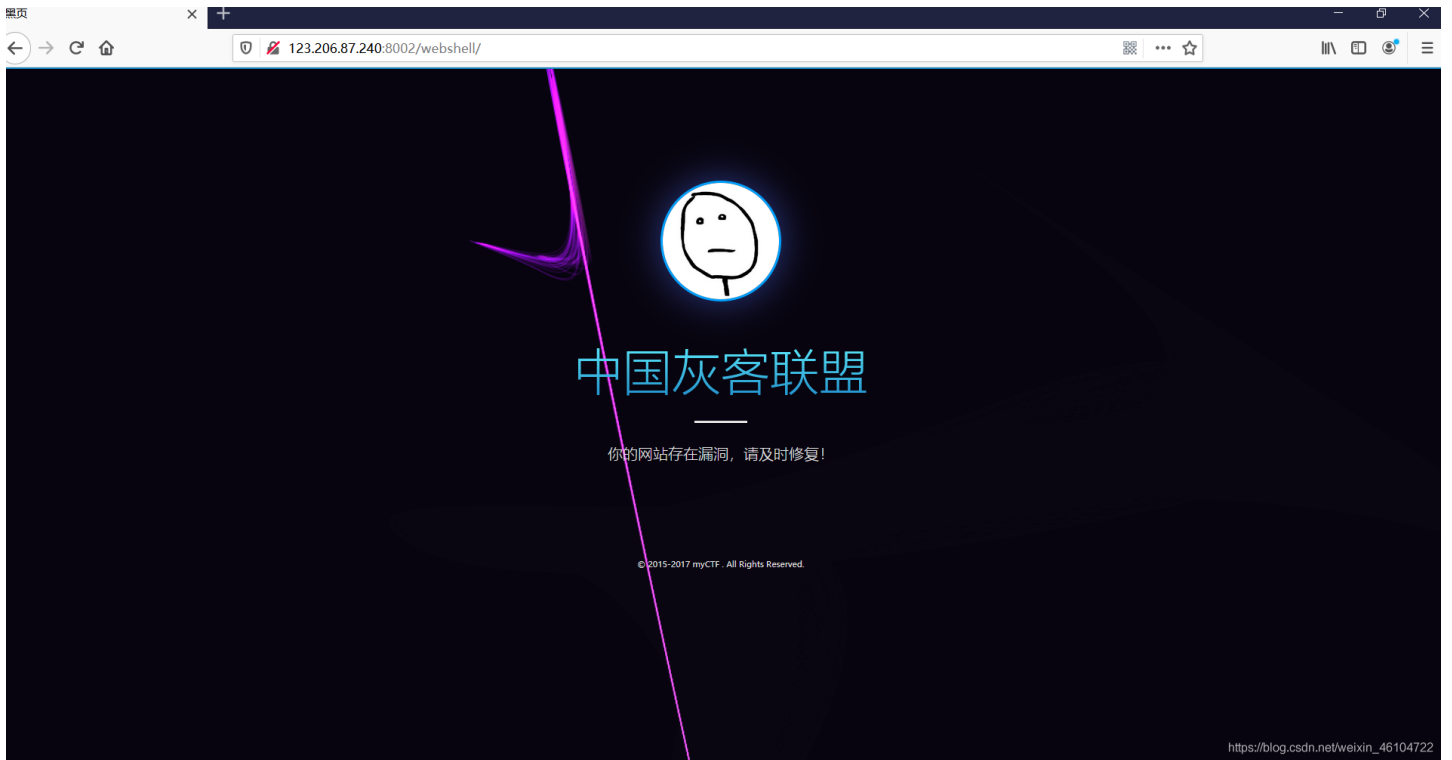 黑页
123.206.87.240:8002/webshell/
中国灰客联盟
你的网站存在漏洞，请及时修复！
© 2015-2017 myCTF . All Rights Reserved.
https://blog.csdn.net/weixin_46104722